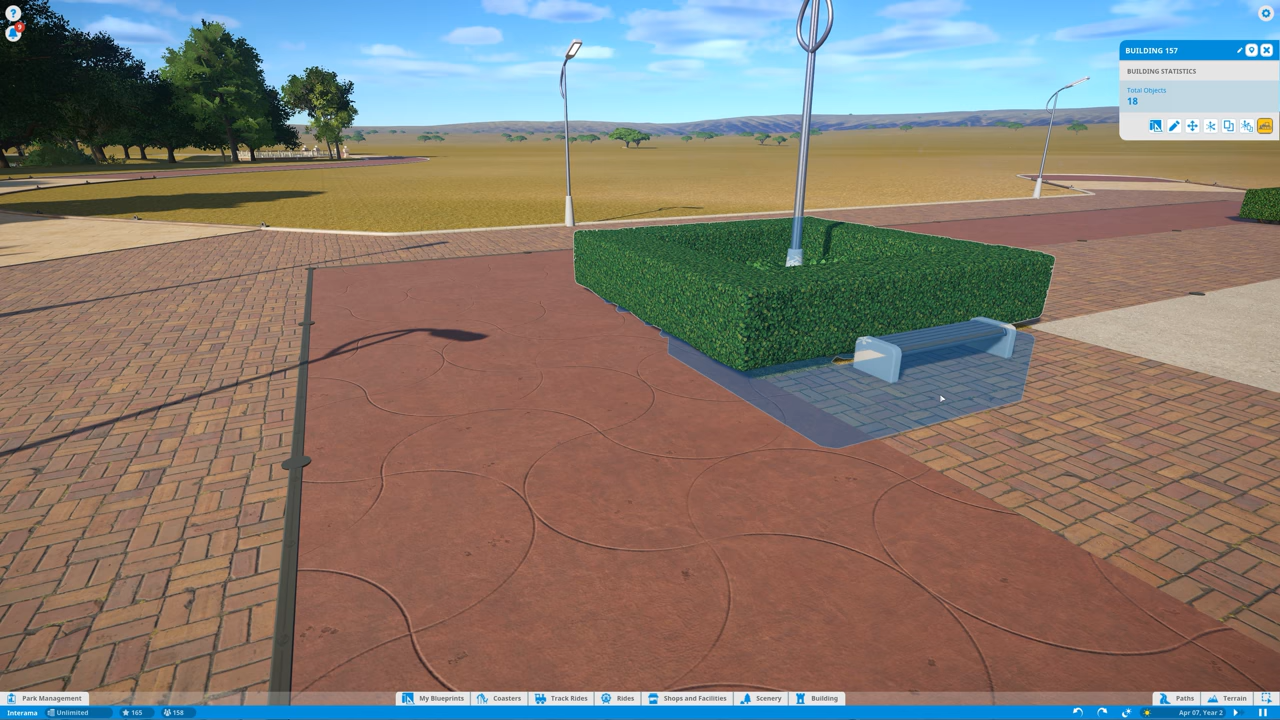 ?
9
BUILDING 157
BUILDING STATISTICS
Total Objects
18
Park Management
My Blueprints
Coasters
Track Rides
Rides
Shops and Facilities
Scenery
Building
Paths
Terrain
Interama
Unlimited
165
158
Apr 07, Year 2